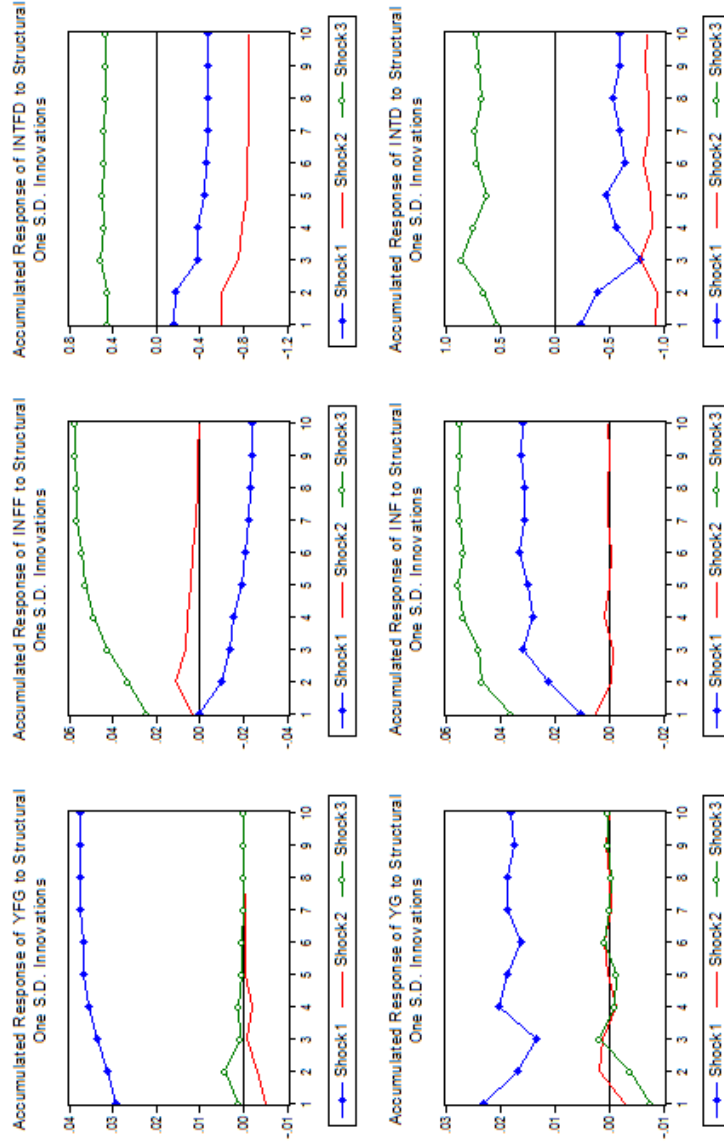 Accumulated Response of YFG to Structural
One S.D. Innovations
.04
.03
.02
.01
.00
-.01
1 2 3 4 5 6 7 8 9 10
Shock1 Shock2 Shock3
Accumulated Response of INFF to Structural
One S.D. Innovations
.06
.04
.02
.00
-.02
-.04
1 2 3 4 5 6 7 8 9 10
Shock1 Shock2 Shock3
Accumulated Response of INTFD to Structural
One S.D. Innovations
0.8
0.4
0.0
-0.4
-0.8
-1.2
1 2 3 4 5 6 7 8 9 10
Shock1 Shock2 Shock3
Accumulated Response of YG to Structural
One S.D. Innovations
.03
.02
.01
.00
-.01
1 2 3 4 5 6 7 8 9 10
Shock1 Shock2 Shock3
Accumulated Response of INF to Structural
One S.D. Innovations
.06
.04
.02
.00
-.02
1 2 3 4 5 6 7 8 9 10
Shock1 Shock2 Shock3
Accumulated Response of INTD to Structural
One S.D. Innovations
1.0
0.5
0.0
-0.5
-1.0
1 2 3 4 5 6 7 8 9 10
Shock1 Shock2 Shock3